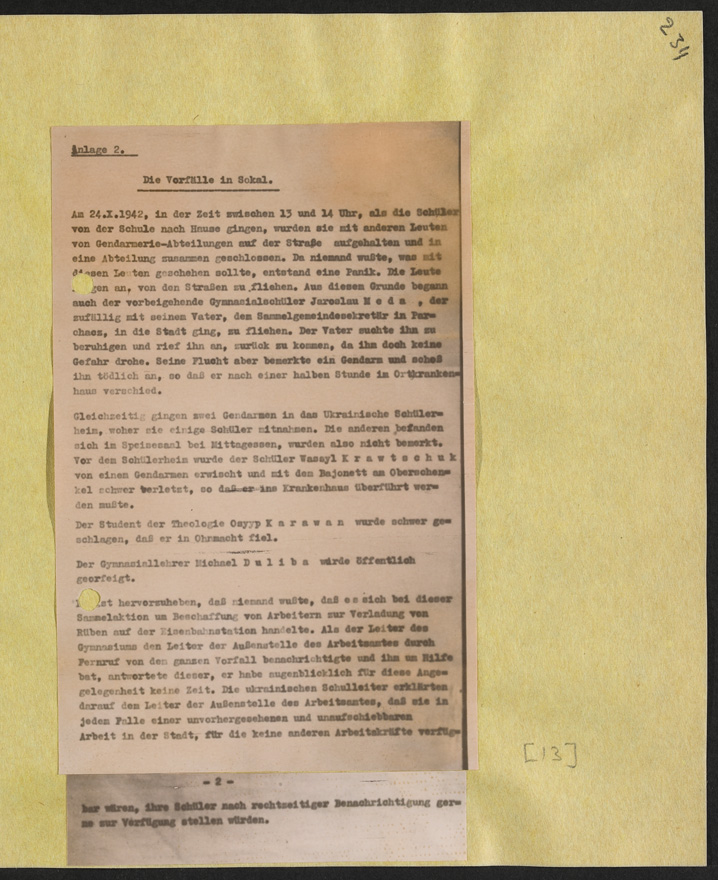 234
Anlage 2.
Die Vorfälle in Sokal.
Am 24.X.1942, in der Zeit zwischen 13 und 14 Uhr, als die Schüler
von der Schule nach Hause gingen, wurden sie mit anderen Leuten
von Gendarmerie-Abteilungen auf der Straße aufgehalten und in
eine Abteilung zusammen geschlossen. Da niemand wußte, was mit
diesen Leuten geschehen sollte, entstand eine Panik. Die Leute
gen an, von den Straßen zu fliehen. Aus diesem Grunde begann
auch der vorbeigehende Gymnasialschüler Jaroslau M e d a , der
zufällig mit seinem Vater, dem Sammelgemeindesekretär in Par=
chacz, in die Stadt ging, zu fliehen. Der Vater suchte ihn zu
beruhigen und rief ihn an, zurück zu kommen, da ihn doch keine
Gefahr drohe. Seine Flucht aber bemerkte ein Gendarm und schoß
ihn tödlich an, so daß er nach einer halben Stunde im Ortkranken=
haus verschied.
Gleichzeitig gingen zwei Gendarmen in das Ukrainische Schüler=
heim, woher sie einige Schüler mitnahmen. Die anderen befanden
sich im Speisesaal bei Mittagessen, wurden also nicht bemerkt.
Vor dem Schülerheim wurde der Schüler Wasayl K r a w t s c h u k
von einem Gendarmen erwischt und mit dem Bajonett am Oberschen=
kel schwer verletzt, so daß er ins Krankenhaus überführt wer=
den mußte.
Der Student der Theologie Osyyp K a r a w a n wurde schwer ge=
schlagen, daß er in Ohnmacht fiel.
Der Gymnasiallehrer Michael D u l i b a wurde öffentlich
georfeigt.
st hervorzuheben, daß niemand wußte, daß es sich bei dieser
Sammelaktion um Beschaffung von Arbeitern zur Verladung von
Rüben auf der Eisenbahnstation handelte. Als der Leiter des
Gymnasiums den Leiter der Außenstelle des Arbeitsamtes durch
Fernruf von den ganzen Vorfall benachrichtigte und ihn um Hilfe
bat, antwortete dieser, er habe augenblicklich für diese Ange=
gelegenheit keine Zeit. Die ukrainischen Schulleiter erklärten
darauf dem Leiter der Außenstelle des Arbeitsamtes, daß sie in
jedem Falle einer unvorhergesehenen und unaufschiebbaren
Arbeit in der Stadt, für die keine anderen Arbeitskräfte verfüg=
[13]
- 2 -
bar wären, ihre Schüler nach rechtzeitiger Benachrichtigung ger=
ne zur Verfügung stellen würden.